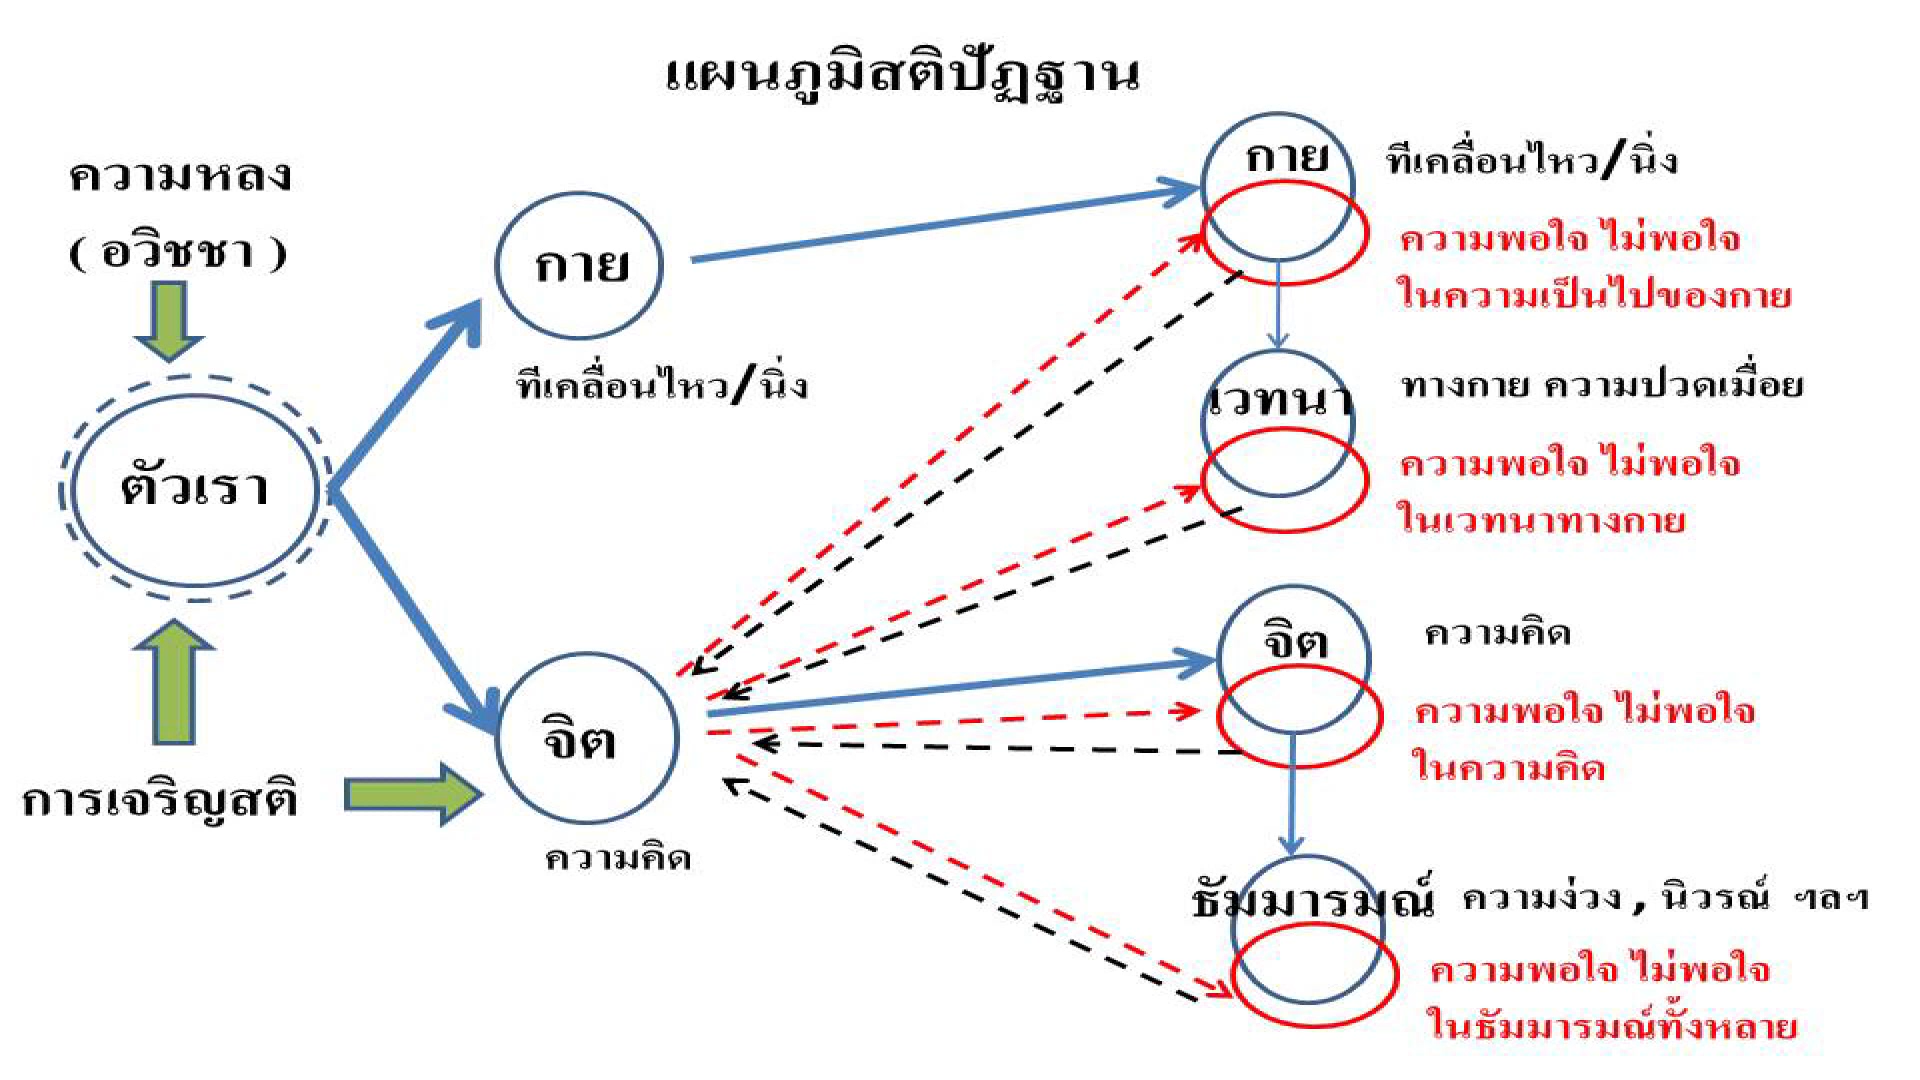 แผนภูมิสติปัฏฐาน
ความหลง
( อวิชชา )
ตัวเรา
การเจริญสติ
กาย
ทีเคลื่อนไหว/นิ่ง
จิต
ความคิด
กาย
ทีเคลื่อนไหว/นิ่ง
ความพอใจ ไม่พอใจ
ในความเป็นไปของกาย
เวทนา
ทางกาย ความปวดเมื่อย
ความพอใจ ไม่พอใจ
ในเวทนาทางกาย
จิต
ความคิด
ความพอใจ ไม่พอใจ
ในความคิด
ธัมมารมณ์
ความง่วง , นิวรณ์ ฯลฯ
ความพอใจ ไม่พอใจ
ในธัมมารมณ์ทั้งหลาย